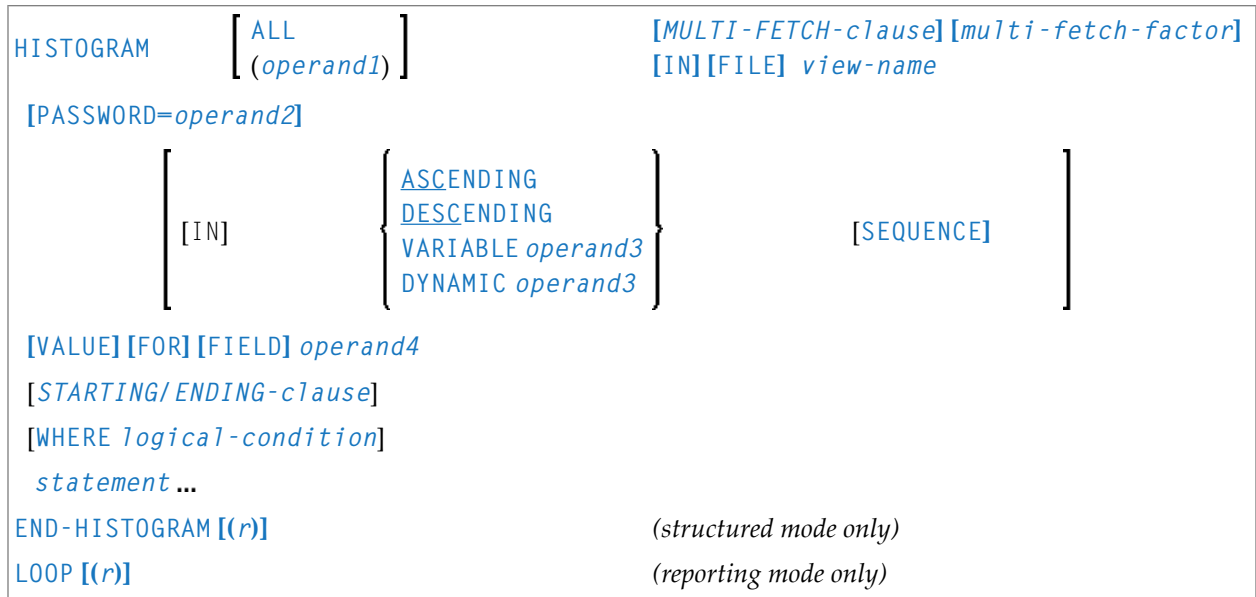 HISTOGRAM [ ALL (operand1) ] [MULTI-FETCH-clause] [multi-fetch-factor]
[IN] [FILE] view-name
[PASSWORD=operand2]
[ [IN] { ASCENDING
DESCENDING
VARIABLE operand3
DYNAMIC operand3 } [SEQUENCE] ]
[VALUE] [FOR] [FIELD] operand4
[STARTING/ENDING-clause]
[WHERE logical-condition]
statement ...
END-HISTOGRAM [(r)] (structured mode only)
LOOP [(r)] (reporting mode only)